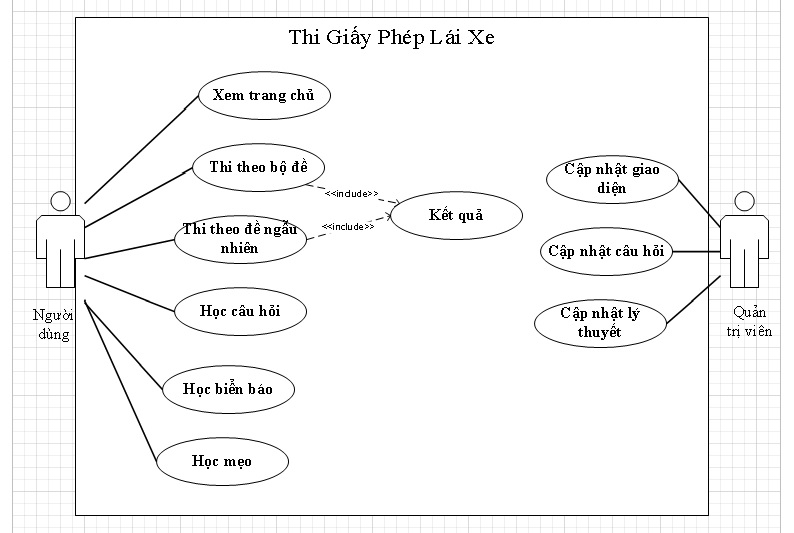 Thi Giấy Phép Lái Xe
Xem trang chủ
Thi theo bộ đề
<<include>>
Cập nhật giao
diện
Kết quả
Thi theo đề ngẫu
nhiên
<<include>>
Cập nhật câu hỏi
Người
dùng
Học câu hỏi
Cập nhật lý
thuyết
Quản
trị viên
Học biển báo
Học mẹo